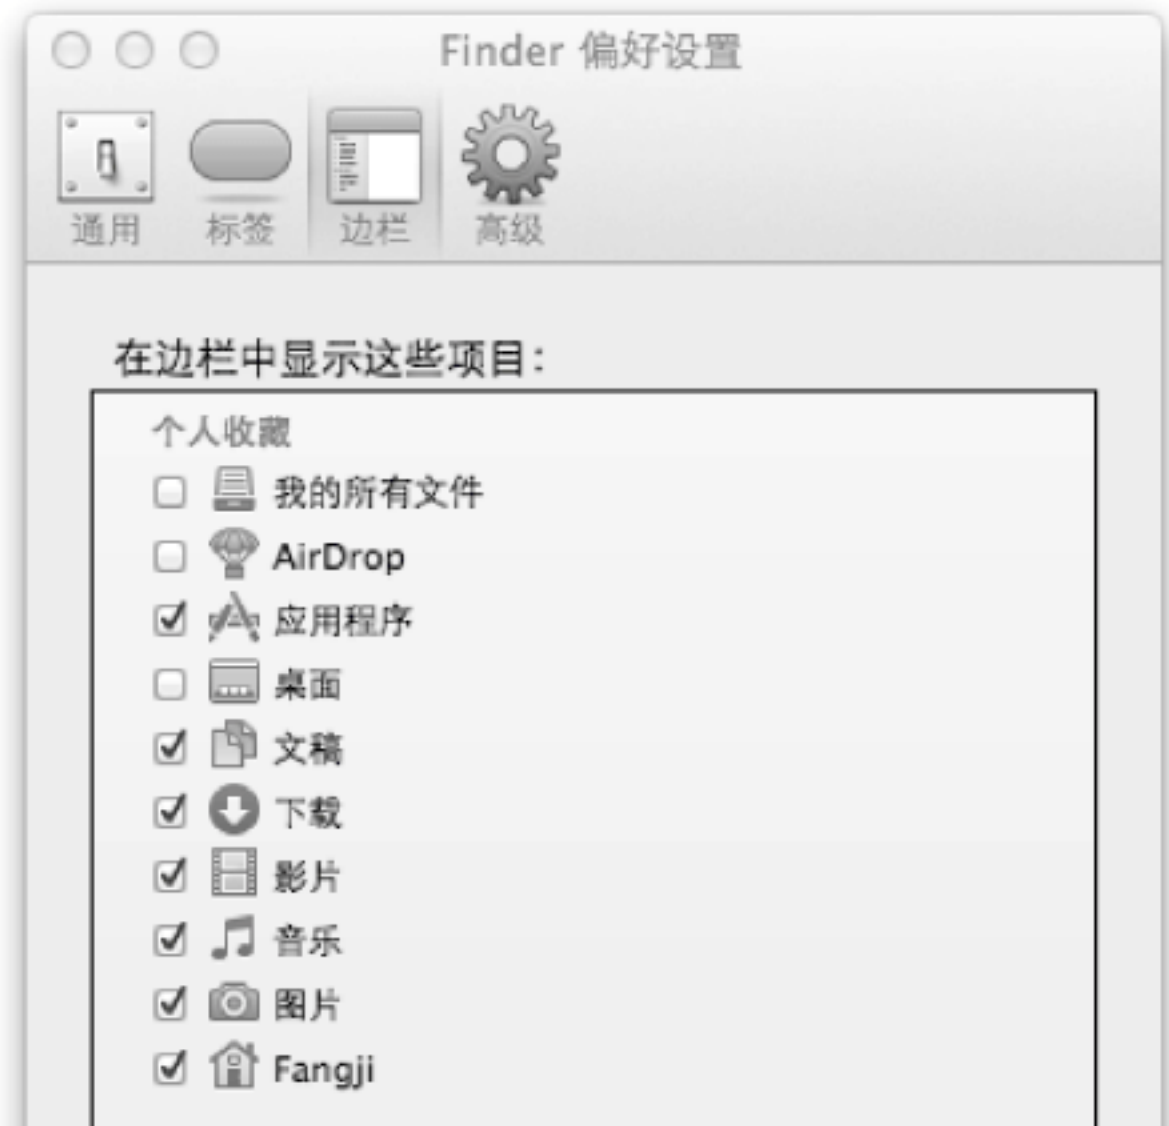 Finder 偏好设置
通用 标签 边栏 高级
在边栏中显示这些项目：
个人收藏
我的所有文件
AirDrop
应用程序
桌面
文稿
下载
影片
音乐
图片
Fangji